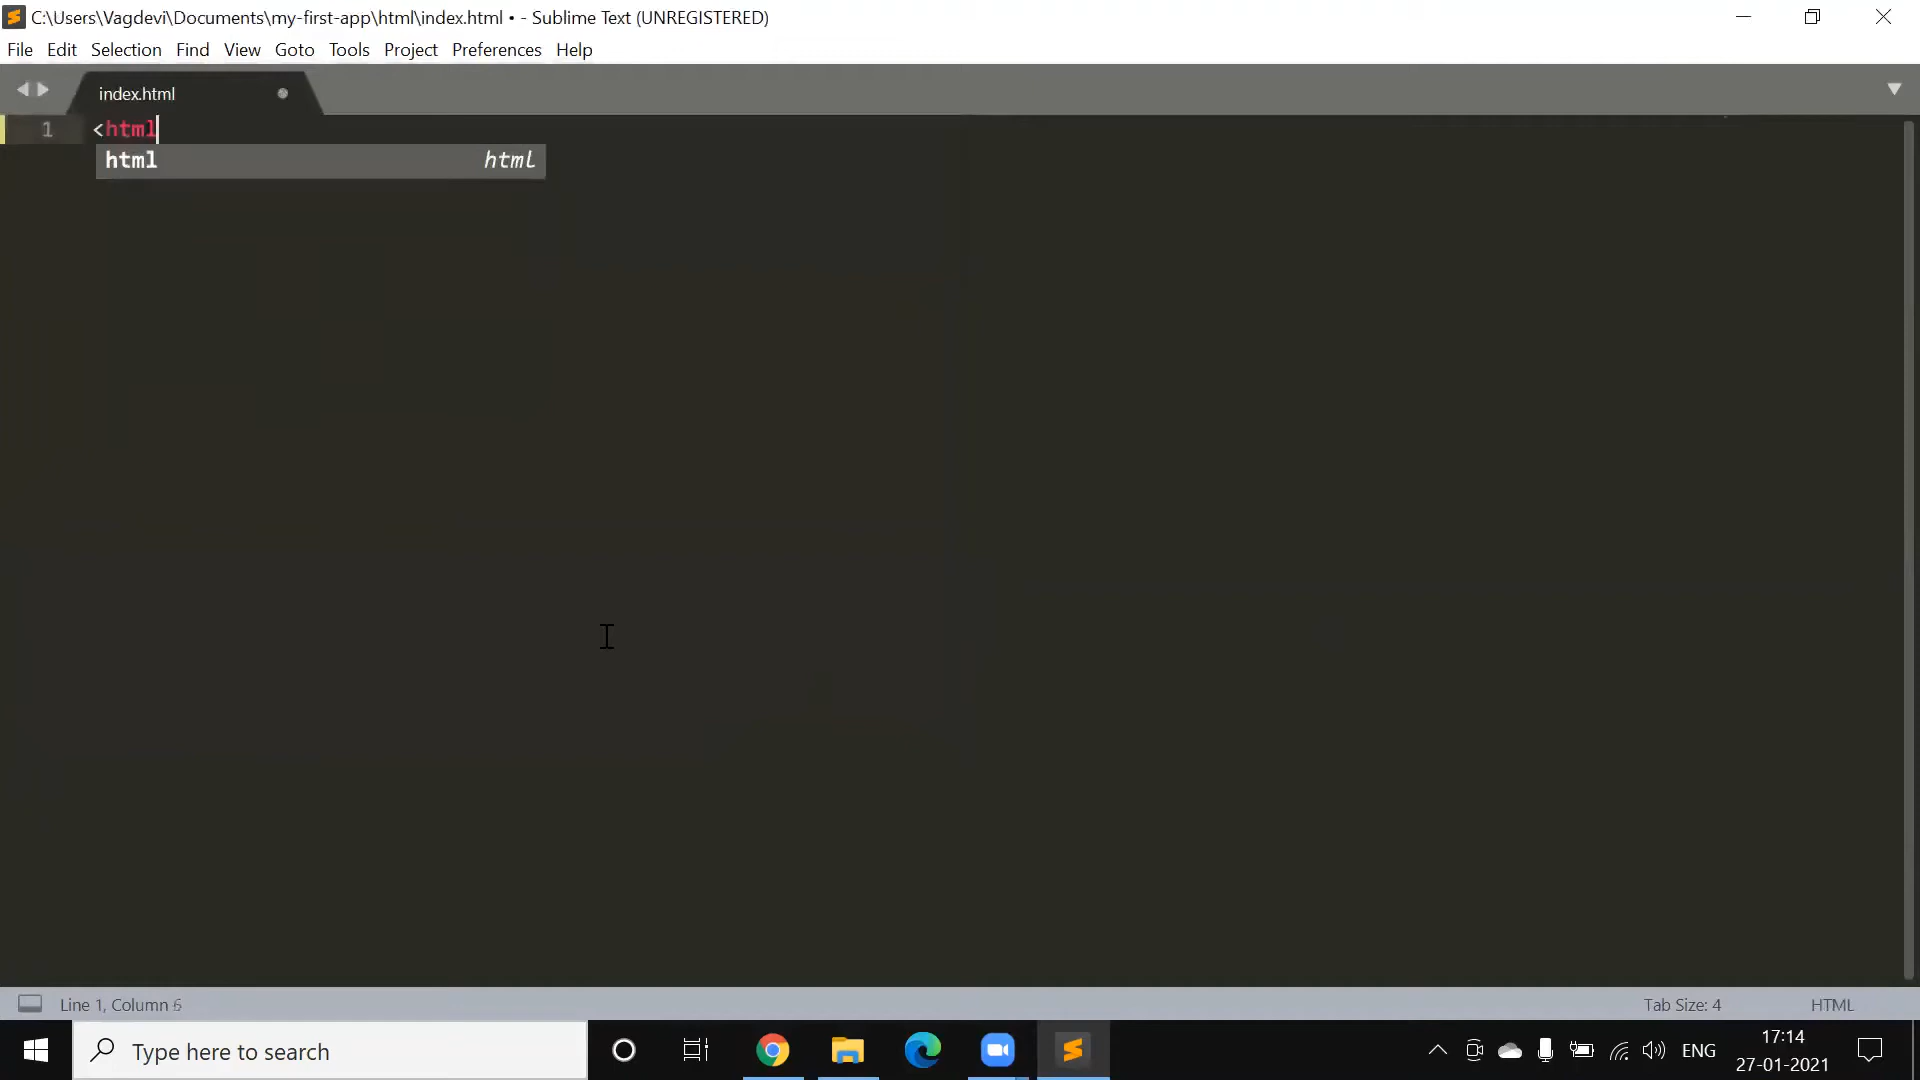 C:\Users\Vagdevi\Documents\my-first-app\html\index.html • - Sublime Text (UNREGISTERED)
File Edit Selection Find View Goto Tools Project Preferences Help
index.html
1 <html
html html
Line 1, Column 6
Tab Size: 4
HTML
Type here to search
ENG
17:14
27-01-2021